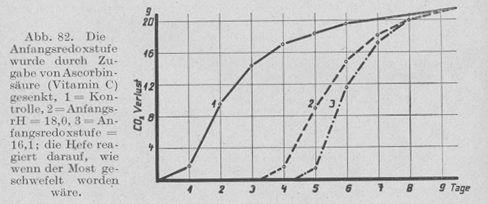 Abb. 82. Die
Anfangsredoxstufe
wurde durch Zu-
gabe von Ascorbin-
säure (Vitamin C)
gesenkt, 1 = Kon-
trolle, 2 = Anfangs-
rH = 18,0, 3 = An-
fangsredoxstufe =
16,1; die Hefe rea-
giert darauf, wie
wenn der Most ge-
schwefelt worden
wäre.
g
20
16
12
8
4
CO₂ Verlust
1
2
3
1 2 3 4 5 6 7 8 9 Tage